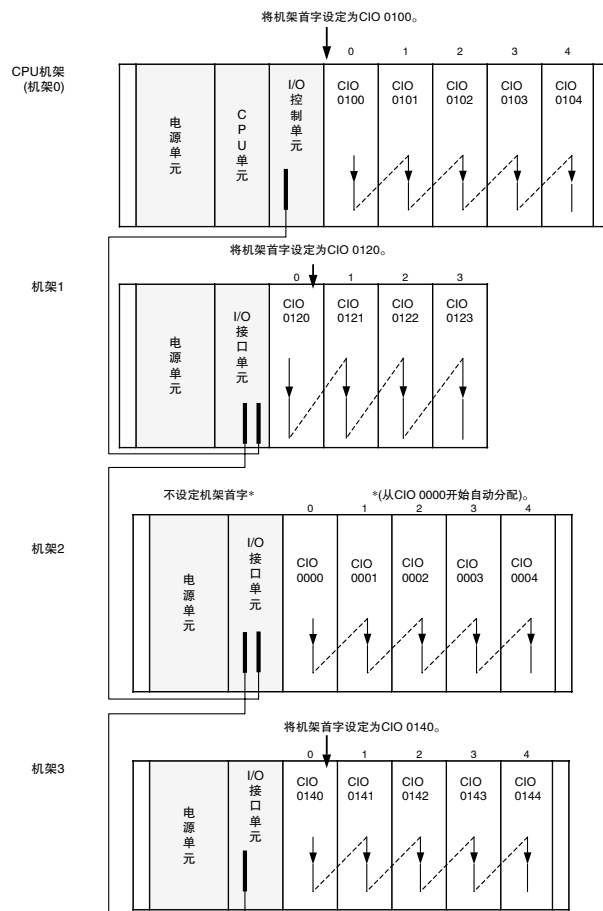 将机架首字设定为CIO 0100。
0 1 2 3 4
CPU机架
(机架0)
电源单元
CPU单元
I/O控制单元
CIO 0100
CIO 0101
CIO 0102
CIO 0103
CIO 0104
将机架首字设定为CIO 0120。
机架1
0 1 2 3
电源单元
I/O接口单元
CIO 0120
CIO 0121
CIO 0122
CIO 0123
不设定机架首字*
*(从CIO 0000开始自动分配)。
机架2
0 1 2 3 4
电源单元
I/O接口单元
CIO 0000
CIO 0001
CIO 0002
CIO 0003
CIO 0004
将机架首字设定为CIO 0140。
机架3
0 1 2 3 4
电源单元
I/O接口单元
CIO 0140
CIO 0141
CIO 0142
CIO 0143
CIO 0144